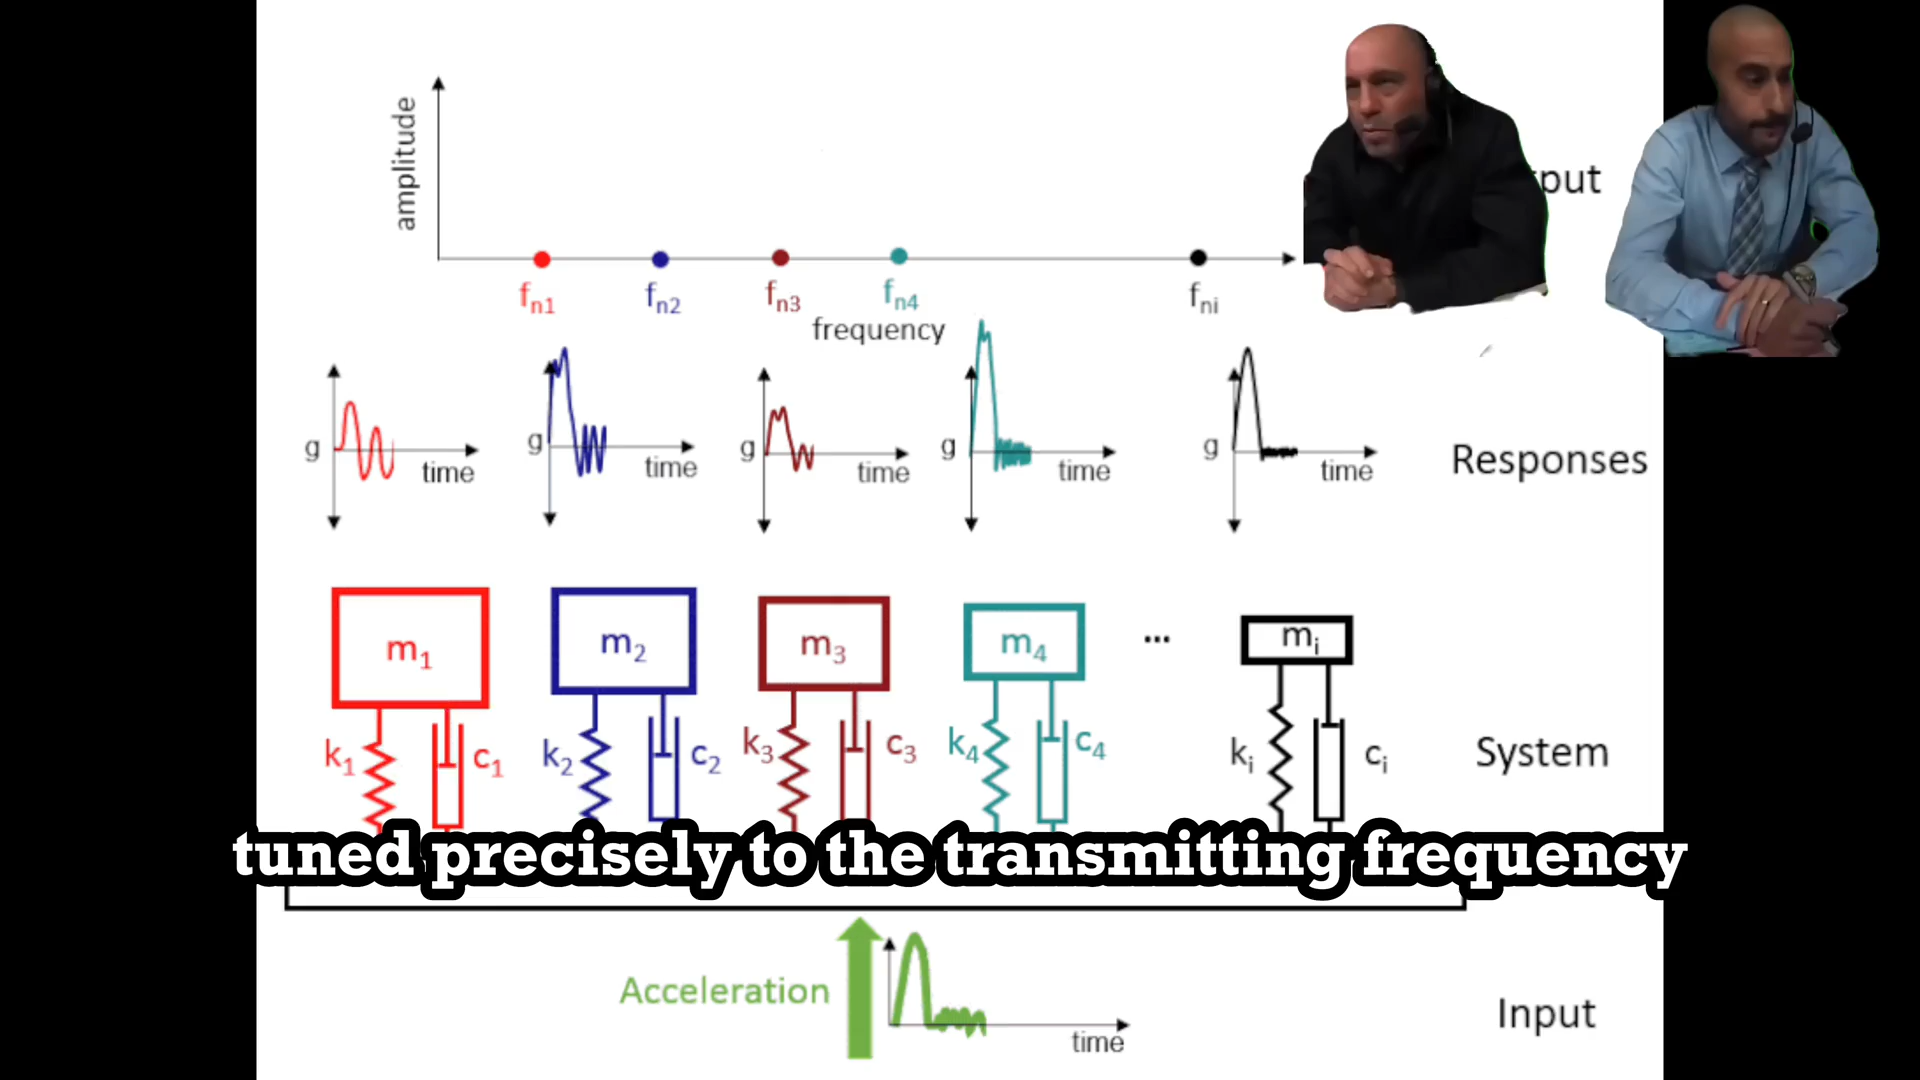 amplitude
put
f_n1 f_n2 f_n3 f_n4 f_ni
frequency
g time g time g time g time g time
Responses
m_1 m_2 m_3 m_4 ... m_i
k_1 c_1 k_2 c_2 k_3 c_3 k_4 c_4 k_i c_i
System
tuned precisely to the transmitting frequency
Acceleration
time
Input